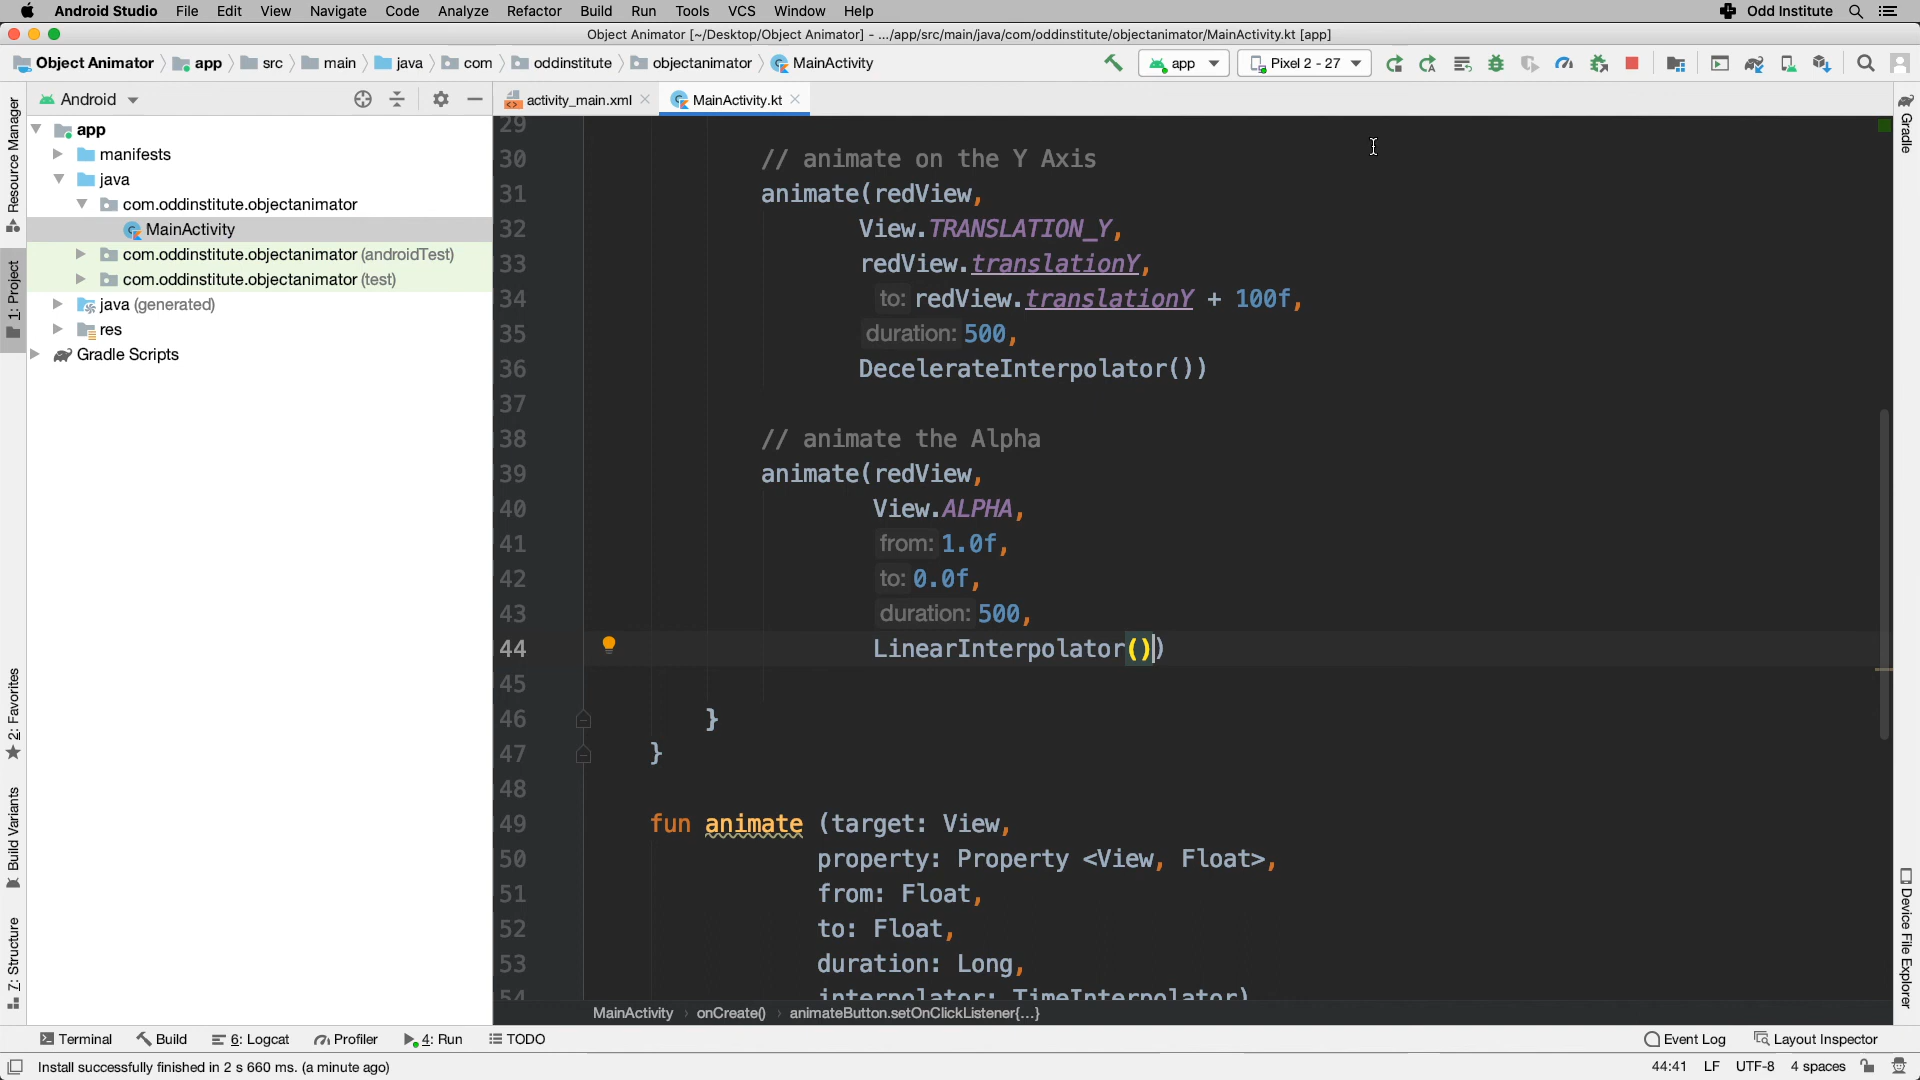 Android Studio File Edit View Navigate Code Analyze Refactor Build Run Tools VCS Window Help Odd Institute
Object Animator [~/Desktop/Object Animator] - .../app/src/main/java/com/oddinstitute/objectanimator/MainActivity.kt [app]
Object Animator app src main java com oddinstitute objectanimator MainActivity app Pixel 2 - 27
Android activity_main.xml MainActivity.kt
Resource Manager
1: Project
2: Favorites
Build Variants
7: Structure
app
manifests
java
com.oddinstitute.objectanimator
MainActivity
com.oddinstitute.objectanimator (androidTest)
com.oddinstitute.objectanimator (test)
java (generated)
res
Gradle Scripts
29
30 // animate on the Y Axis
31 animate(redView,
32 View.TRANSLATION_Y,
33 redView.translationY,
34 to: redView.translationY + 100f,
35 duration: 500,
36 DecelerateInterpolator())
37
38 // animate the Alpha
39 animate(redView,
40 View.ALPHA,
41 from: 1.0f,
42 to: 0.0f,
43 duration: 500,
44 LinearInterpolator())
45
46 }
47 }
48
49 fun animate (target: View,
50 property: Property <View, Float>,
51 from: Float,
52 to: Float,
53 duration: Long,
54 interpolator: TimeInterpolator)
Gradle
Device File Explorer
MainActivity › onCreate() › animateButton.setOnClickListener{...}
Terminal Build 6: Logcat Profiler 4: Run TODO Event Log Layout Inspector
Install successfully finished in 2 s 660 ms. (a minute ago) 44:41 LF UTF-8 4 spaces